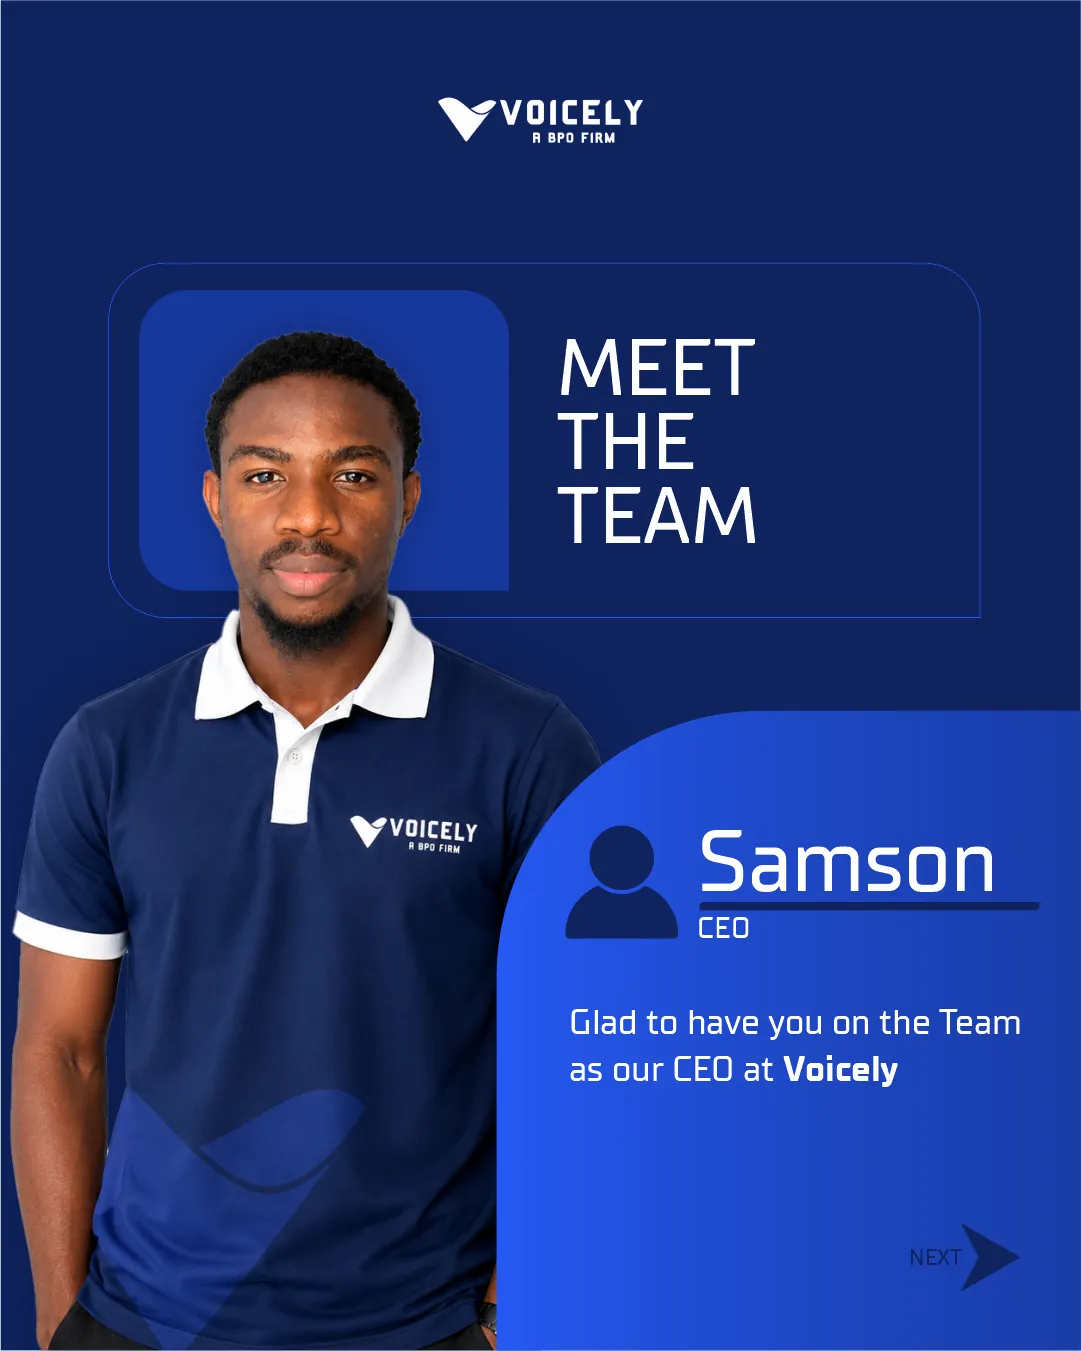 VOICELY
A BPO FIRM
MEET
THE
TEAM
VOICELY
A BPO FIRM
Samson
CEO
Glad to have you on the Team
as our CEO at Voicely
NEXT